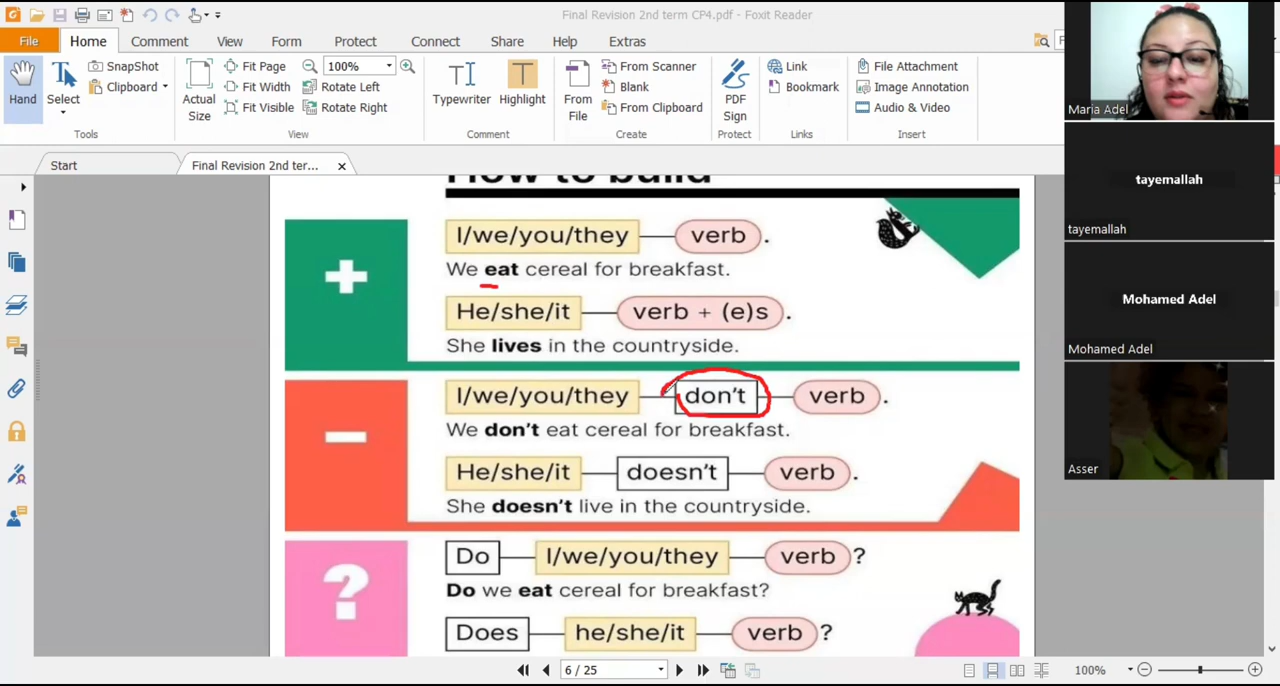 Final Revision 2nd term CP4.pdf - Foxit Reader
File Home Comment View Form Protect Connect Share Help Extras
Hand
Select
SnapShot
Clipboard
Actual Size
Fit Page
Fit Width
Fit Visible
100%
Rotate Left
Rotate Right
Typewriter
Highlight
From File
From Scanner
Blank
From Clipboard
PDF Sign
Link
Bookmark
File Attachment
Image Annotation
Audio & Video
Tools View Comment Create Protect Links Insert
Start
Final Revision 2nd ter...
How to build
I/we/you/they verb.
We eat cereal for breakfast.
He/she/it verb + (e)s.
She lives in the countryside.
I/we/you/they don't verb.
We don't eat cereal for breakfast.
He/she/it doesn't verb.
She doesn't live in the countryside.
?
Do I/we/you/they verb?
Do we eat cereal for breakfast?
Does he/she/it verb?
6 / 25
100%
Maria Adel
tayemallah
tayemallah
Mohamed Adel
Mohamed Adel
Asser